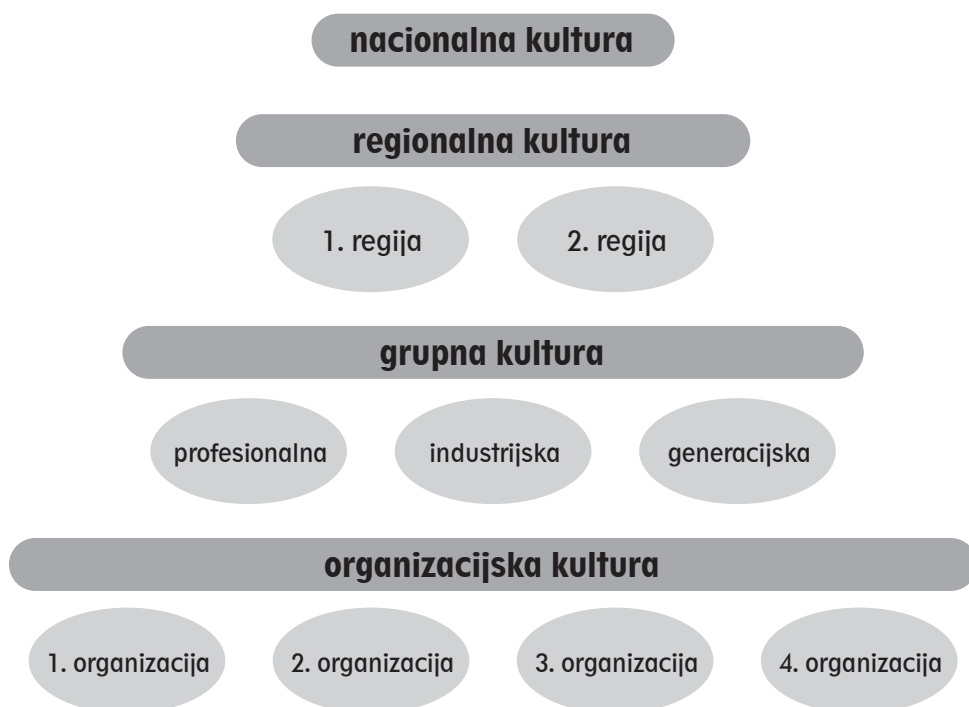 nacionalna kultura
regionalna kultura
1. regija 2. regija
grupna kultura
profesionalna industrijska generacijska
organizacijska kultura
1. organizacija 2. organizacija 3. organizacija 4. organizacija